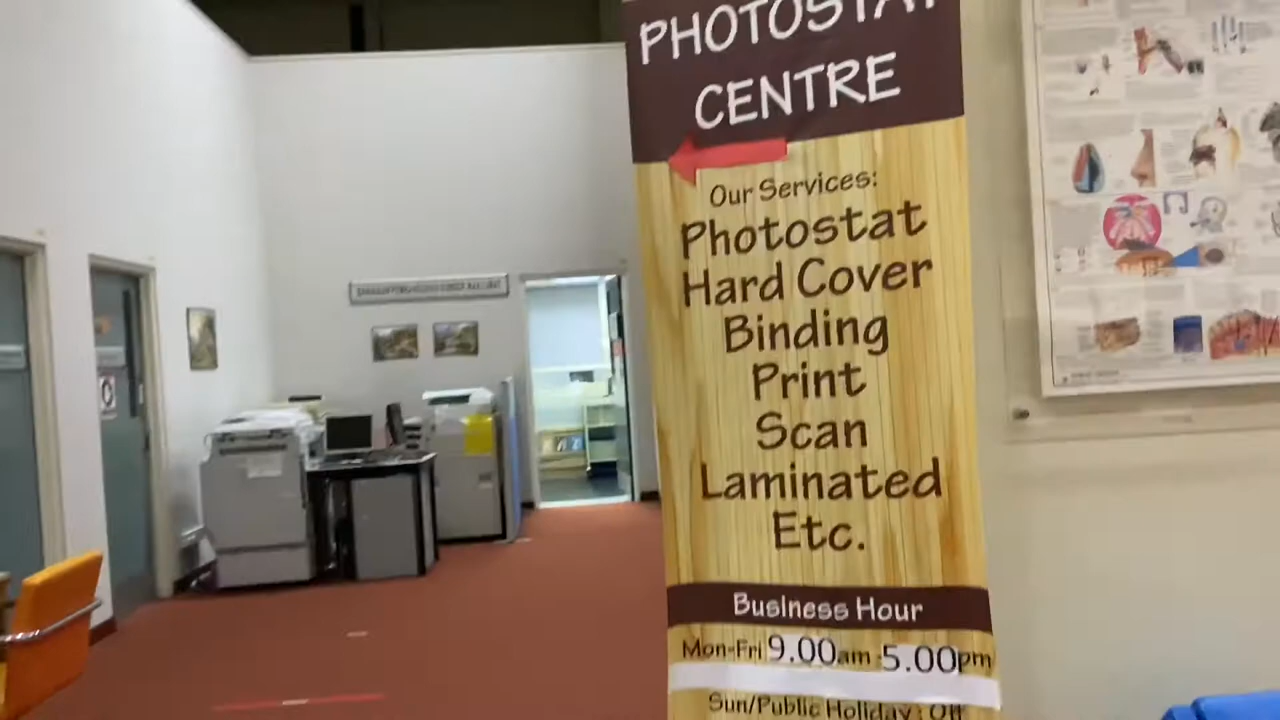 PHOTOSTAT
CENTRE
Our Services:
Photostat
Hard Cover
Binding
Print
Scan
Laminated
Etc.
Business Hour
Mon-Fri 9.00am-5.00pm
Sun/Public Holiday : Off